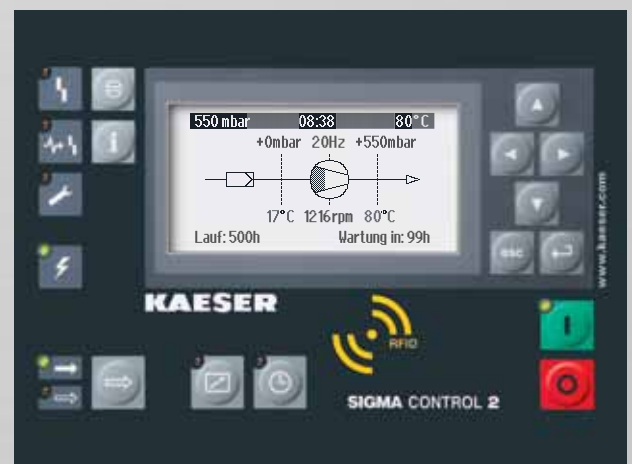 550 mbar 08:38 80°C
+0mbar 20Hz +550mbar
17°C 1216rpm 80°C
Lauf: 500h Wartung in: 99h
esc
www.kaeser.com
KAESER
RFID
I
O
SIGMA CONTROL 2